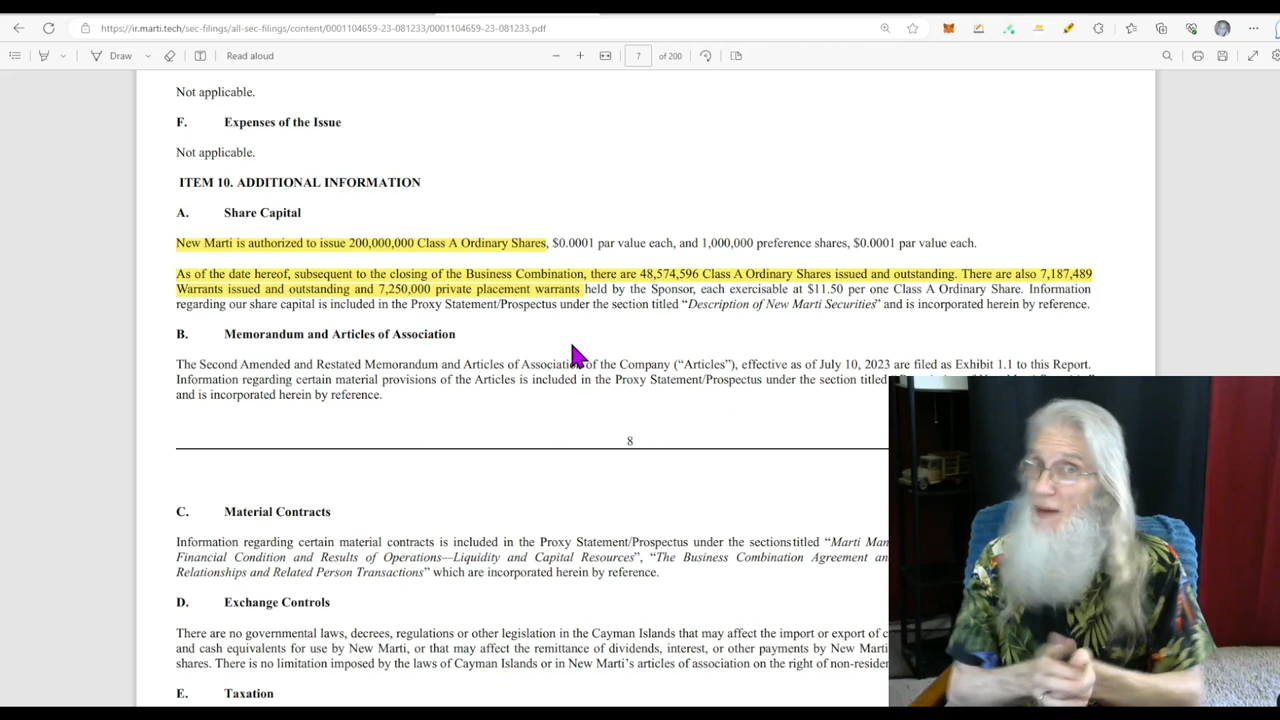 https://ir.marti.tech/sec-filings/all-sec-filings/content/0001104659-23-081233/0001104659-23-081233.pdf
Draw
Read aloud
7
of 200
Not applicable.
F. Expenses of the Issue
Not applicable.
ITEM 10. ADDITIONAL INFORMATION
A. Share Capital
New Marti is authorized to issue 200,000,000 Class A Ordinary Shares, $0.0001 par value each, and 1,000,000 preference shares, $0.0001 par value each.
As of the date hereof, subsequent to the closing of the Business Combination, there are 48,574,596 Class A Ordinary Shares issued and outstanding. There are also 7,187,489
Warrants issued and outstanding and 7,250,000 private placement warrants held by the Sponsor, each exercisable at $11.50 per one Class A Ordinary Share. Information
regarding our share capital is included in the Proxy Statement/Prospectus under the section titled “Description of New Marti Securities” and is incorporated herein by reference.
B. Memorandum and Articles of Association
The Second Amended and Restated Memorandum and Articles of Association of the Company (“Articles”), effective as of July 10, 2023 are filed as Exhibit 1.1 to this Report.
Information regarding certain material provisions of the Articles is included in the Proxy Statement/Prospectus under the section titled
and is incorporated herein by reference.
8
C. Material Contracts
Information regarding certain material contracts is included in the Proxy Statement/Prospectus under the sections titled “Marti Man
Financial Condition and Results of Operations—Liquidity and Capital Resources”, “The Business Combination Agreement an
Relationships and Related Person Transactions” which are incorporated herein by reference.
D. Exchange Controls
There are no governmental laws, decrees, regulations or other legislation in the Cayman Islands that may affect the import or export of c
and cash equivalents for use by New Marti, or that may affect the remittance of dividends, interest, or other payments by New Marti
shares. There is no limitation imposed by the laws of Cayman Islands or in New Marti’s articles of association on the right of non-residen
E. Taxation